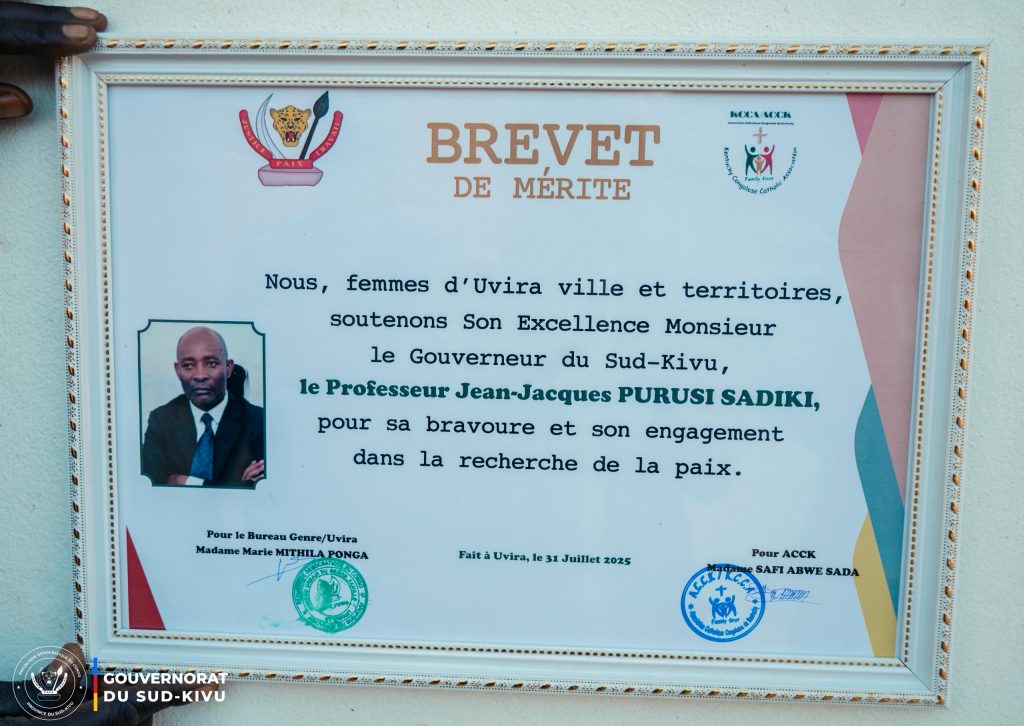 JUSTICE PAIX TRAVAIL
BREVET
DE MÉRITE
KCCA/ACCK
Kentucky Congolese Catholic Association
Family first
Nous, femmes d'Uvira ville et territoires,
soutenons Son Excellence Monsieur
le Gouverneur du Sud-Kivu,
le Professeur Jean-Jacques PURUSI SADIKI,
pour sa bravoure et son engagement
dans la recherche de la paix.
Pour le Bureau Genre/Uvira
Madame Marie MITHILA PONGA
Fait à Uvira, le 31 Juillet 2025
Pour ACCK
Madame SAFI ABWE SADA
A.C.C.K / K.C.C.A
Family first
GOUVERNORAT
DU SUD-KIVU